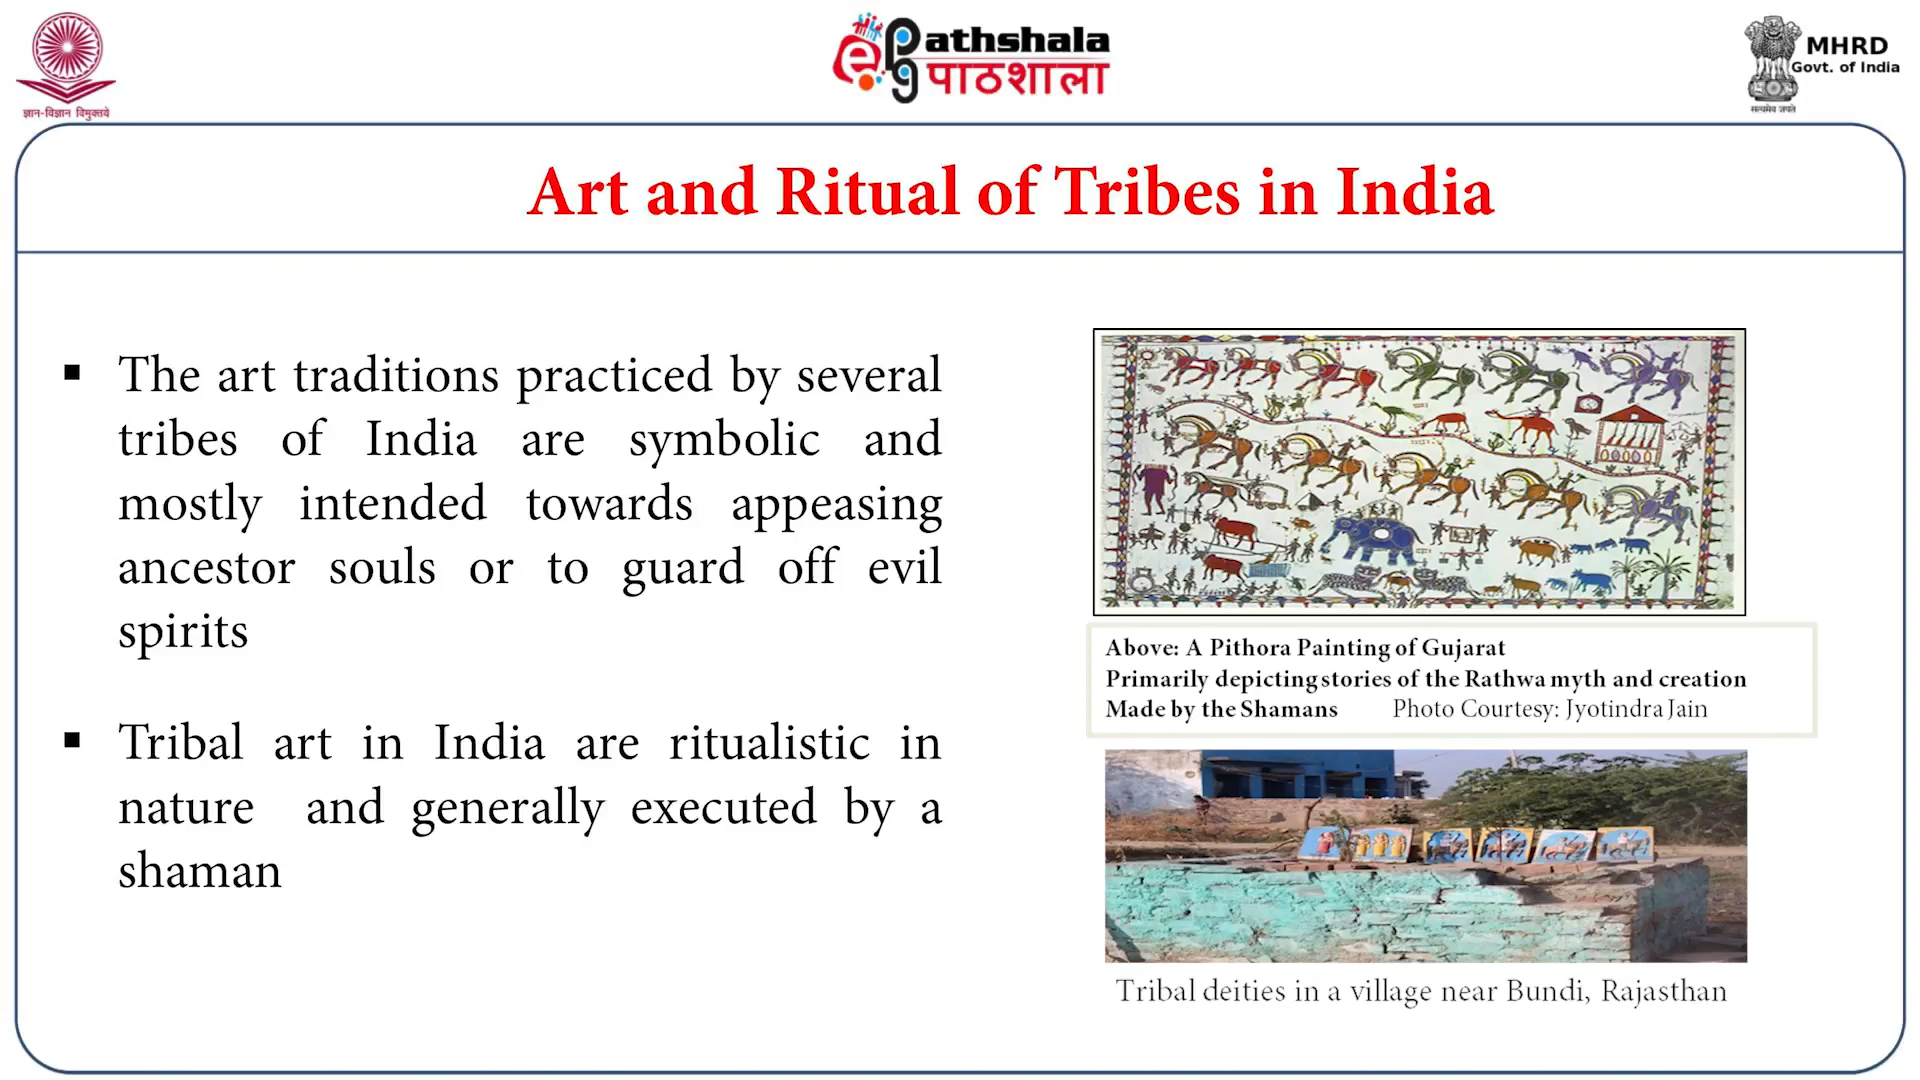 ज्ञान-विज्ञान विमुक्तये
e Pathshala
pg पाठशाला
MHRD
Govt. of India
सत्यमेव जयते
Art and Ritual of Tribes in India
▪ The art traditions practiced by several
tribes of India are symbolic and
mostly intended towards appeasing
ancestor souls or to guard off evil
spirits
▪ Tribal art in India are ritualistic in
nature and generally executed by a
shaman
Above: A Pithora Painting of Gujarat
Primarily depicting stories of the Rathwa myth and creation
Made by the Shamans Photo Courtesy: Jyotindra Jain
Tribal deities in a village near Bundi, Rajasthan